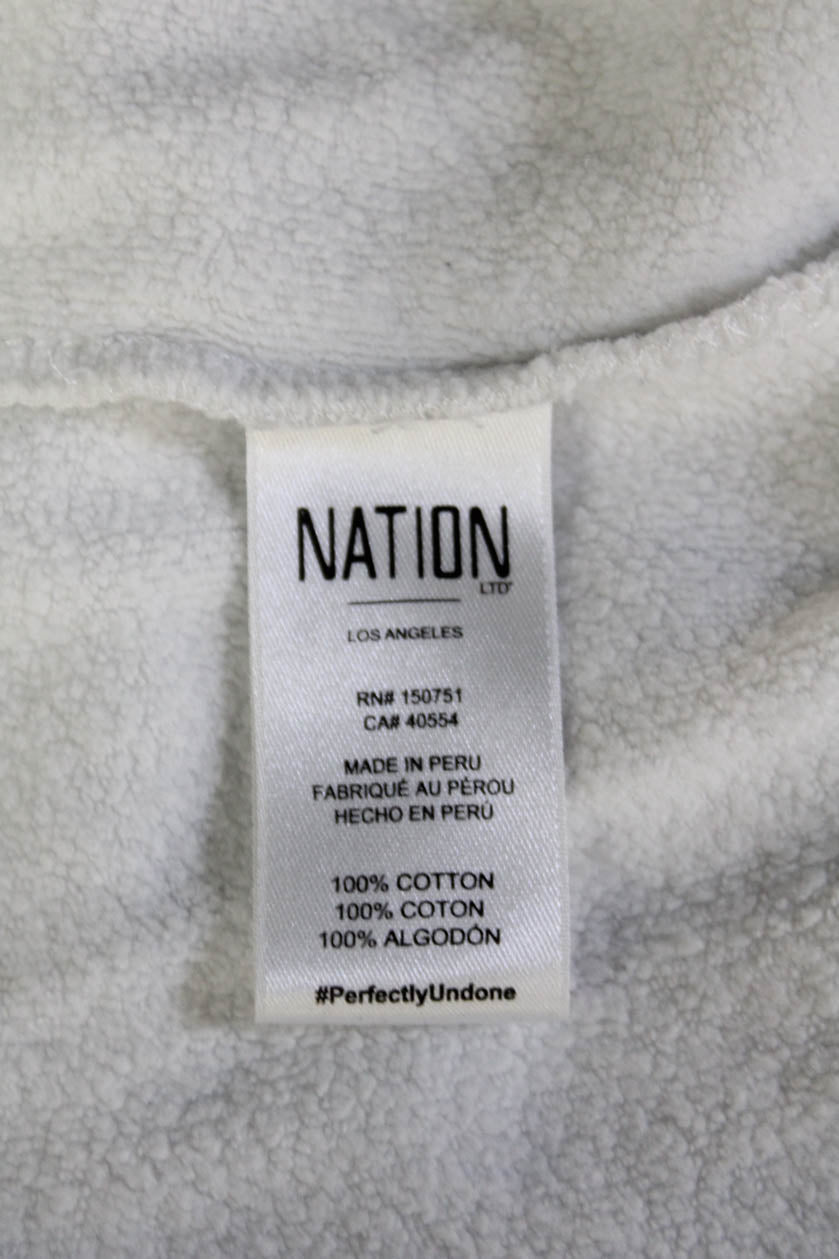 NATION
LTD
LOS ANGELES
RN# 150751
CA# 40554
MADE IN PERU
FABRIQUÉ AU PÉROU
HECHO EN PERÚ
100% COTTON
100% COTON
100% ALGODÓN
#PerfectlyUndone